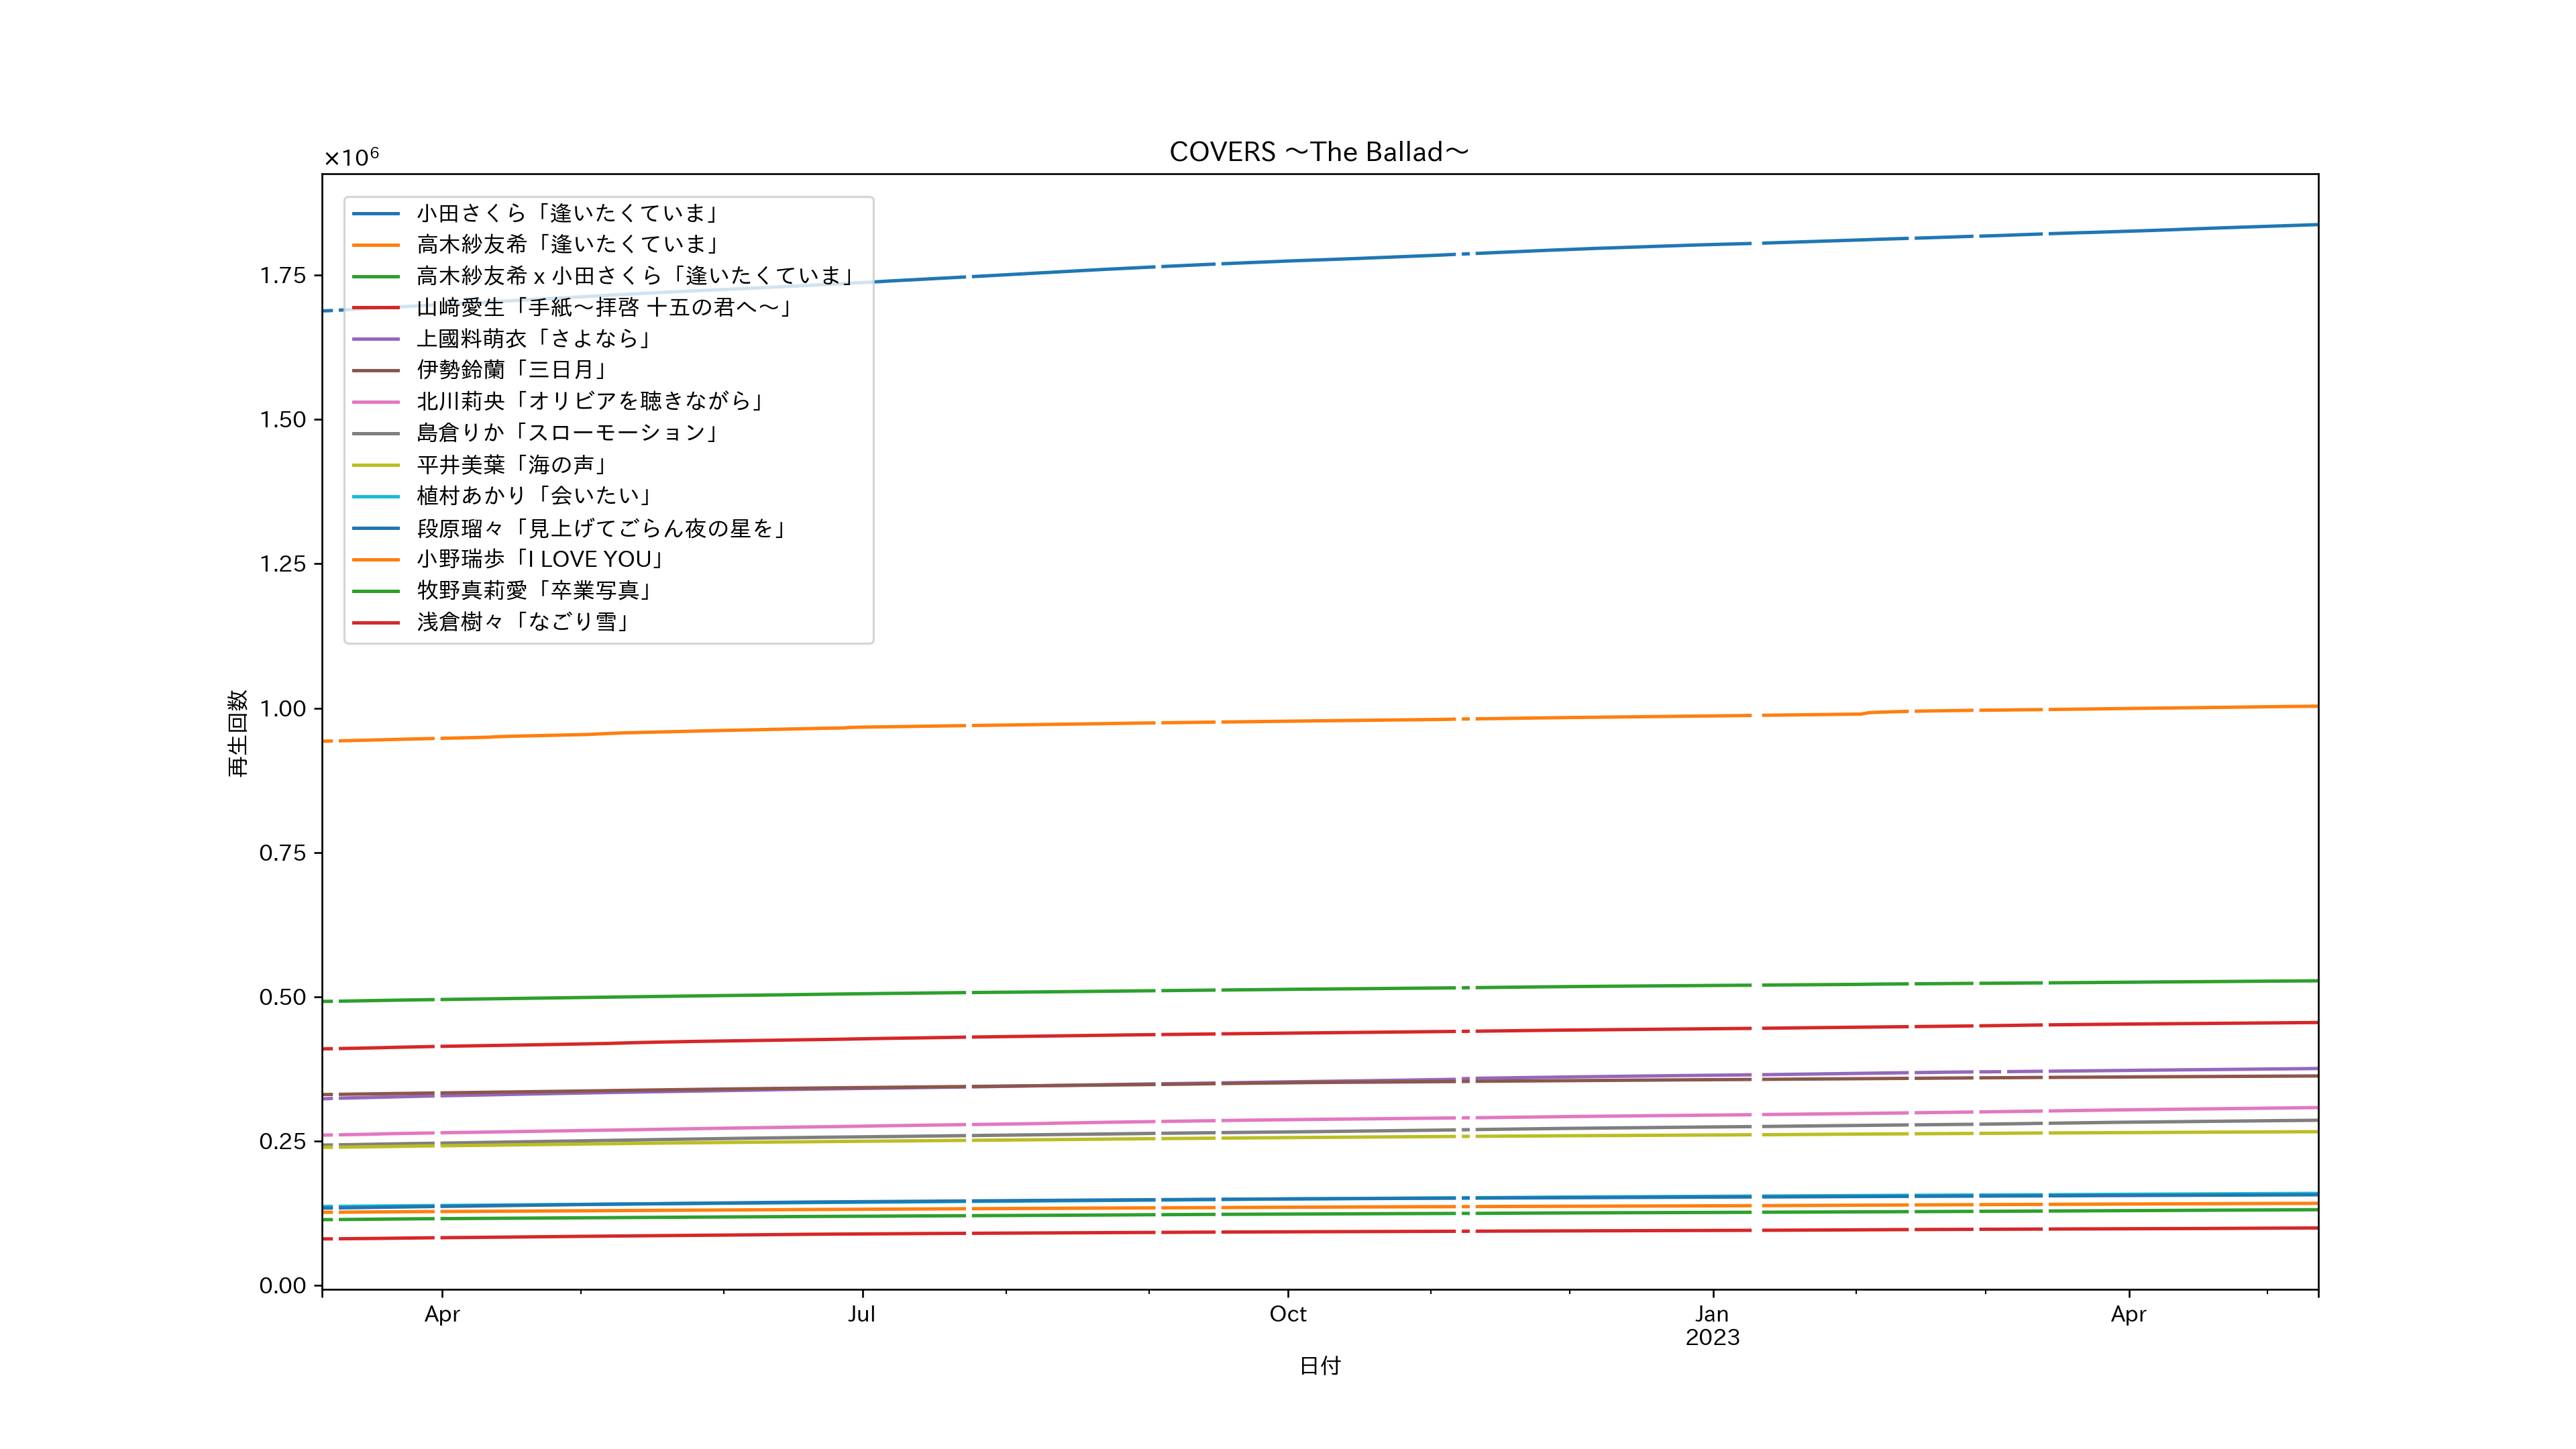 COVERS ～The Ballad～
×10⁶
小田さくら「逢いたくていま」
高木紗友希「逢いたくていま」
高木紗友希 x 小田さくら「逢いたくていま」
山﨑愛生「手紙～拝啓 十五の君へ～」
上國料萌衣「さよなら」
伊勢鈴蘭「三日月」
北川莉央「オリビアを聴きながら」
島倉りか「スローモーション」
平井美葉「海の声」
植村あかり「会いたい」
段原瑠々「見上げてごらん夜の星を」
小野瑞歩「I LOVE YOU」
牧野真莉愛「卒業写真」
浅倉樹々「なごり雪」
1.75
1.50
1.25
1.00
0.75
0.50
0.25
0.00
再生回数
Apr Jul Oct Jan Apr
2023
日付